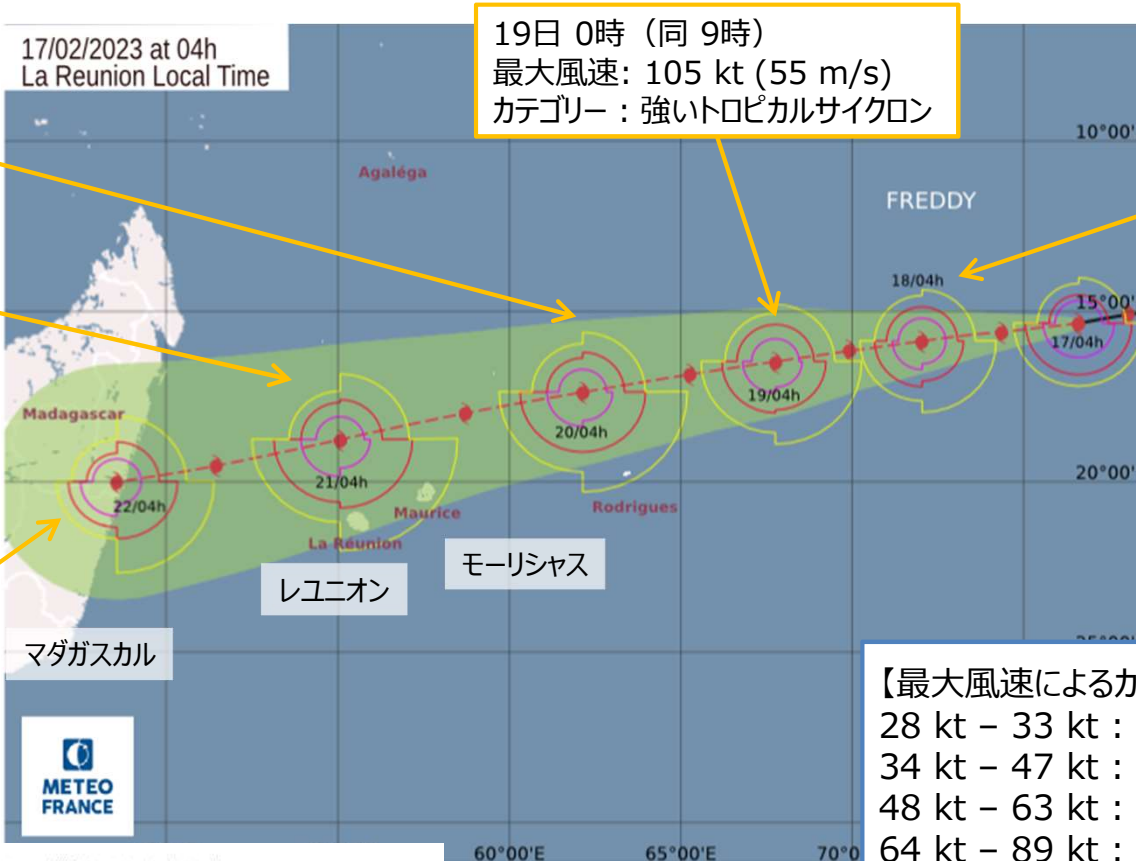 17/02/2023 at 04h
La Reunion Local Time
19日 0時（同 9時）
最大風速: 105 kt (55 m/s)
カテゴリー：強いトロピカルサイクロン
10°00'
Agaléga
FREDDY
18/04h
15°00'
17/04h
19/04h
Madagascar
20/04h
20°00'
21/04h
22/04h
Maurice
Rodrigues
La Réunion
モーリシャス
レユニオン
マダガスカル
【最大風速によるカ
28 kt – 33 kt :
34 kt – 47 kt :
48 kt – 63 kt :
64 kt – 89 kt :
METEO
FRANCE
60°00'E
65°00'E
70°0